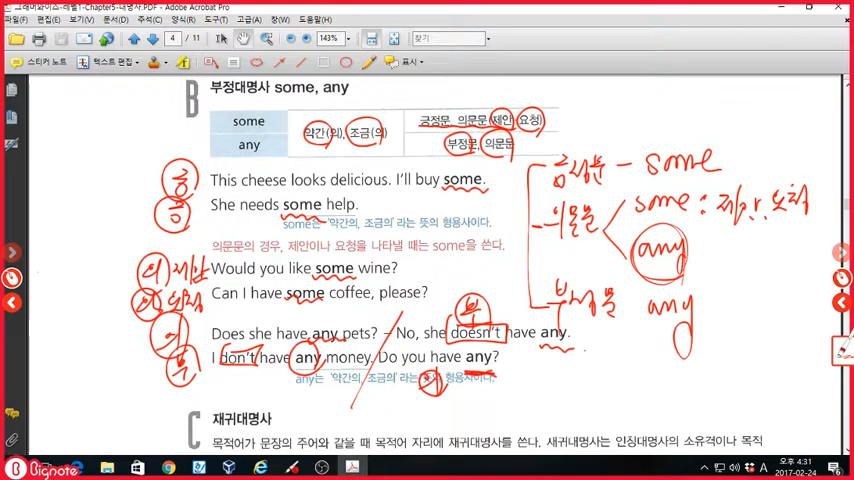 그래머와이즈-레벨1-Chapter5-대명사.PDF - Adobe Acrobat Pro
파일(F) 편집(E) 보기(V) 문서(D) 주석(C) 양식(R) 도구(T) 고급(A) 창(W) 도움말(H)
4 / 11 143% 찾기
스티커 노트 텍스트 편집 표시
B 부정대명사 some, any
some 약간(의), 조금(의) 긍정문, 의문문(제안, 요청)
any 부정문, 의문문
긍정문 - some
긍 This cheese looks delicious. I'll buy some.
긍 She needs some help.
의문문 some : 제안, 요청
any
some은 '약간의, 조금의' 라는 뜻의 형용사이다.
의문문의 경우, 제안이나 요청을 나타낼 때는 some을 쓴다.
의 제안 Would you like some wine?
의 요청 Can I have some coffee, please?
부정문 any
부
의 Does she have any pets? – No, she doesn't have any.
부 I don't have any money. Do you have any?
any는 '약간의, 조금의' 라는 뜻의 형용사이다.
의
C 재귀대명사
목적어가 문장의 주어와 같을 때 목적어 자리에 재귀대명사를 쓴다. 재귀대명사는 인칭대명사의 소유격이나 목적
Bignote
A 오후 4:31
2017-02-24